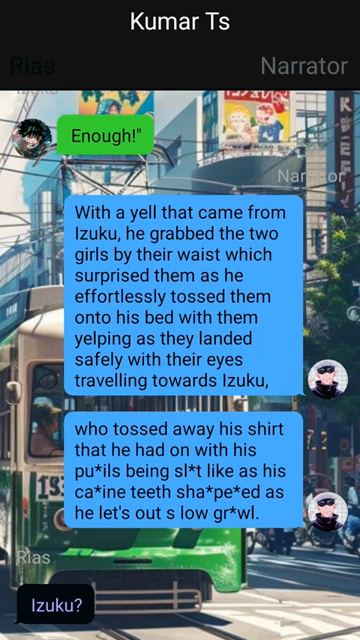 Kumar Ts
Rias
Narrator
Izuku
Enough!"
Narrator
With a yell that came from
Izuku, he grabbed the two
girls by their waist which
surprised them as he
effortlessly tossed them
onto his bed with them
yelping as they landed
safely with their eyes
travelling towards Izuku,
who tossed away his shirt
that he had on with his
pu*ils being sl*t like as his
ca*ine teeth sha*pe*ed as
he let's out s low gr*wl.
Rias
Izuku?